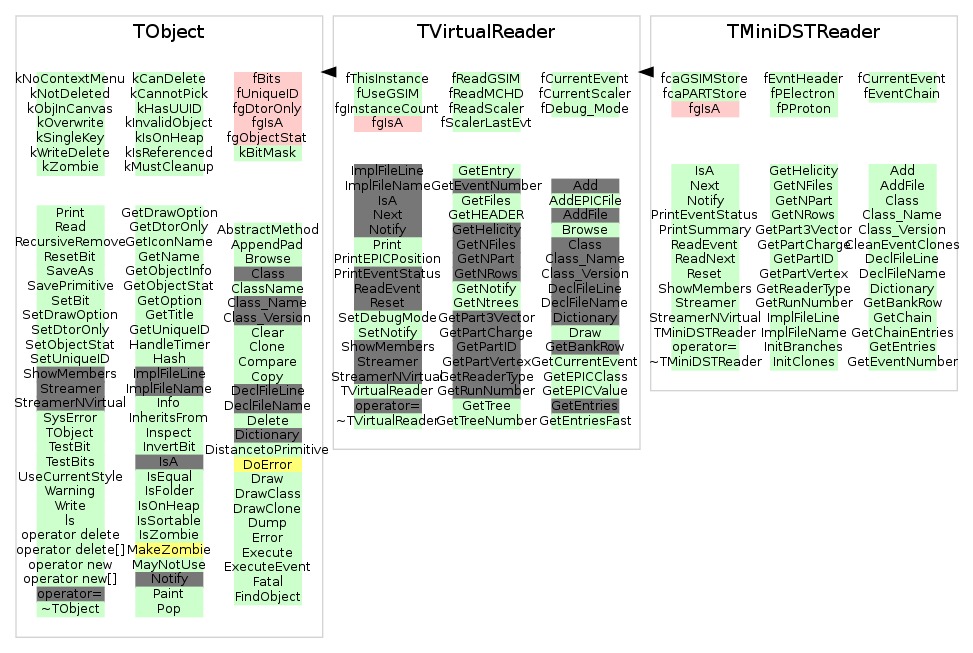 TObject
kNoContextMenu
kNotDeleted
kObjInCanvas
kOverwrite
kSingleKey
kWriteDelete
kZombie
kCanDelete
kCannotPick
kHasUUID
kInvalidObject
kIsOnHeap
kIsReferenced
kMustCleanup
fBits
fUniqueID
fgDtorOnly
fgIsA
fgObjectStat
kBitMask
Print
Read
RecursiveRemove
ResetBit
SaveAs
SavePrimitive
SetBit
SetDrawOption
SetDtorOnly
SetObjectStat
SetUniqueID
ShowMembers
Streamer
StreamerNVirtual
SysError
TObject
TestBit
TestBits
UseCurrentStyle
Warning
Write
ls
operator delete
operator delete[]
operator new
operator new[]
operator=
~TObject
GetDrawOption
GetDtorOnly
GetIconName
GetName
GetObjectInfo
GetObjectStat
GetOption
GetTitle
GetUniqueID
HandleTimer
Hash
ImplFileLine
ImplFileName
Info
InheritsFrom
Inspect
InvertBit
IsA
IsEqual
IsFolder
IsOnHeap
IsSortable
IsZombie
MakeZombie
MayNotUse
Notify
Paint
Pop
AbstractMethod
AppendPad
Browse
Class
ClassName
Class_Name
Class_Version
Clear
Clone
Compare
Copy
DeclFileLine
DeclFileName
Delete
Dictionary
DistancetoPrimitive
DoError
Draw
DrawClass
DrawClone
Dump
Error
Execute
ExecuteEvent
Fatal
FindObject
TVirtualReader
fThisInstance
fUseGSIM
fgInstanceCount
fgIsA
fReadGSIM
fReadMCHD
fReadScaler
fScalerLastEvt
fCurrentEvent
fCurrentScaler
fDebug_Mode
ImplFileLine
ImplFileName
IsA
Next
Notify
Print
PrintEPICPosition
PrintEventStatus
ReadEvent
Reset
SetDebugMode
SetNotify
ShowMembers
Streamer
StreamerNVirtual
TVirtualReader
operator=
~TVirtualReader
GetEntry
GetEventNumber
GetFiles
GetHEADER
GetHelicity
GetNFiles
GetNPart
GetNRows
GetNotify
GetNtrees
GetPart3Vector
GetPartCharge
GetPartID
GetPartVertex
GetReaderType
GetRunNumber
GetTree
GetTreeNumber
Add
AddEPICFile
AddFile
Browse
Class
Class_Name
Class_Version
DeclFileLine
DeclFileName
Dictionary
Draw
GetBankRow
GetCurrentEvent
GetEPICClass
GetEPICValue
GetEntries
GetEntriesFast
TMiniDSTReader
fcaGSIMStore
fcaPARTStore
fgIsA
fEvntHeader
fPElectron
fPProton
fCurrentEvent
fEventChain
IsA
Next
Notify
PrintEventStatus
PrintSummary
ReadEvent
ReadNext
Reset
ShowMembers
Streamer
StreamerNVirtual
TMiniDSTReader
operator=
~TMiniDSTReader
GetHelicity
GetNFiles
GetNPart
GetNRows
GetPart3Vector
GetPartCharge
GetPartID
GetPartVertex
GetReaderType
GetRunNumber
ImplFileLine
ImplFileName
InitBranches
InitClones
Add
AddFile
Class
Class_Name
Class_Version
CleanEventClones
DeclFileLine
DeclFileName
Dictionary
GetBankRow
GetChain
GetChainEntries
GetEntries
GetEventNumber